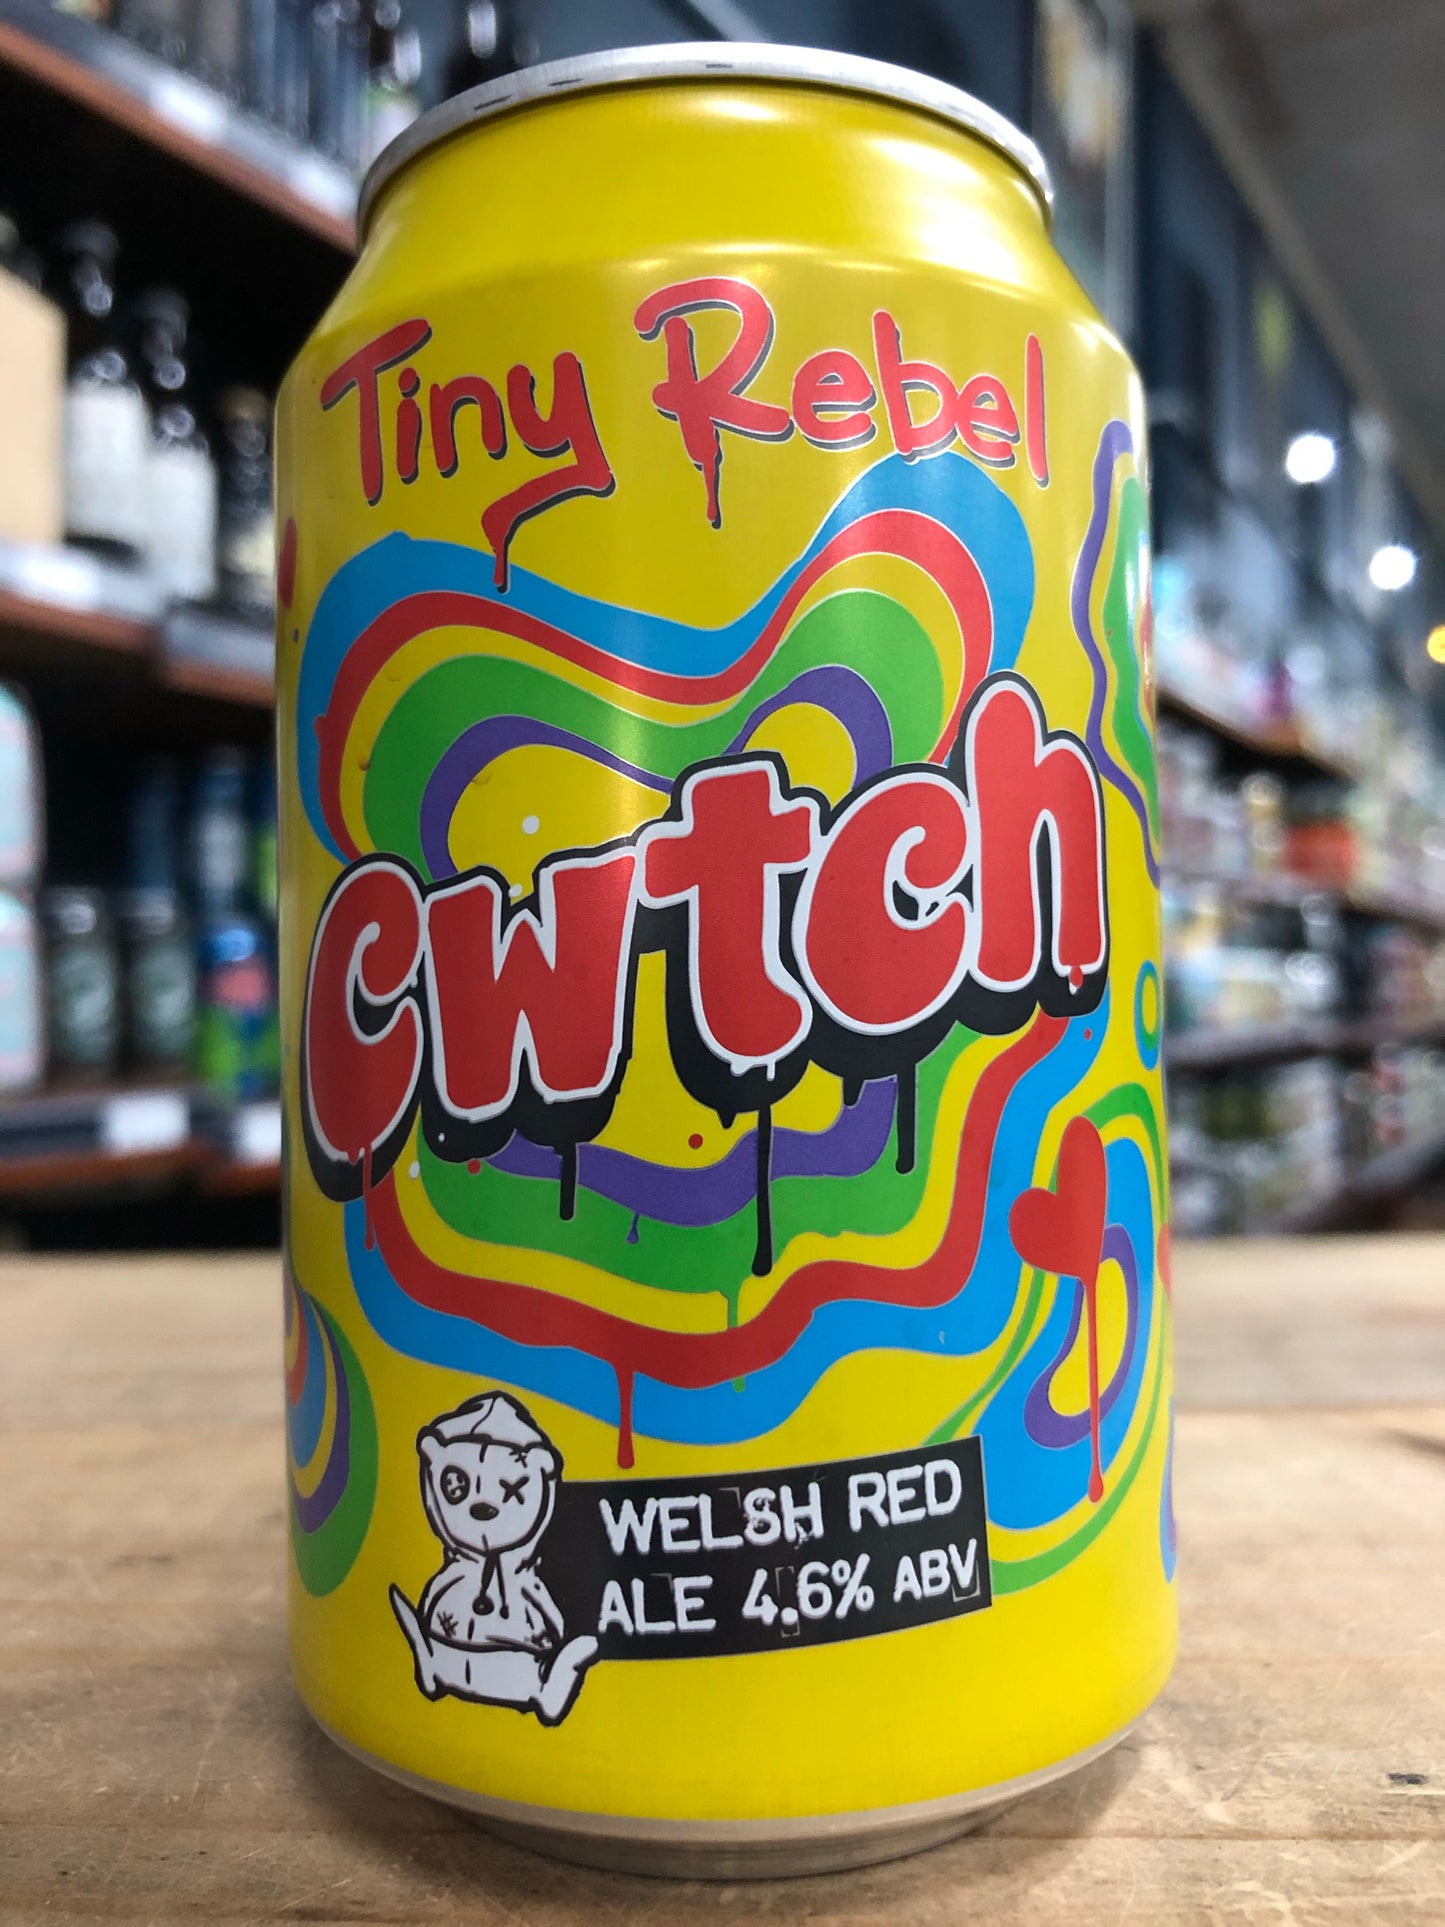 Tiny Rebel
cwtch
WELSH RED
ALE 4.6% ABV